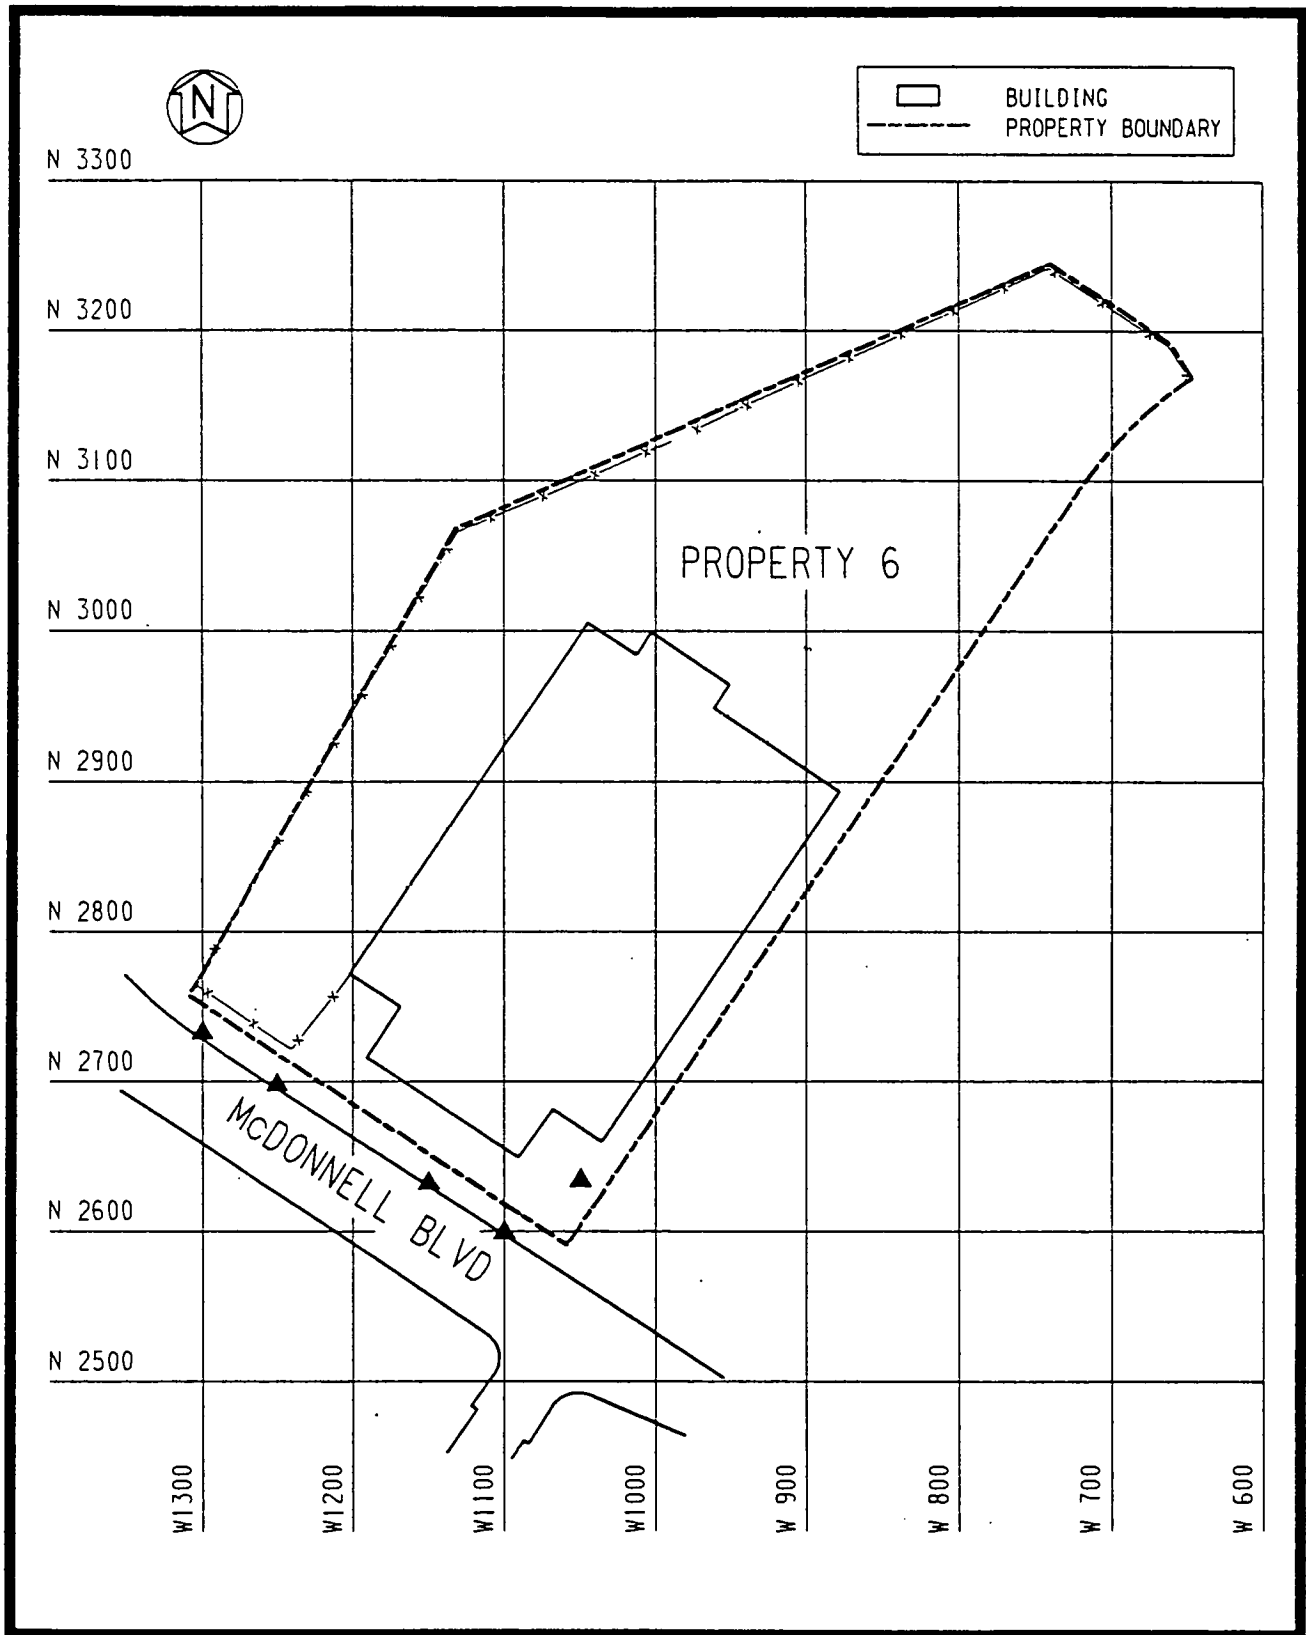 N
BUILDING
PROPERTY BOUNDARY
N 3300
N 3200
N 3100
PROPERTY 6
N 3000
N 2900
N 2800
N 2700
McDONNELL BLVD
N 2600
N 2500
W1300
W1200
W1100
W1000
W 900
W 800
W 700
W 600